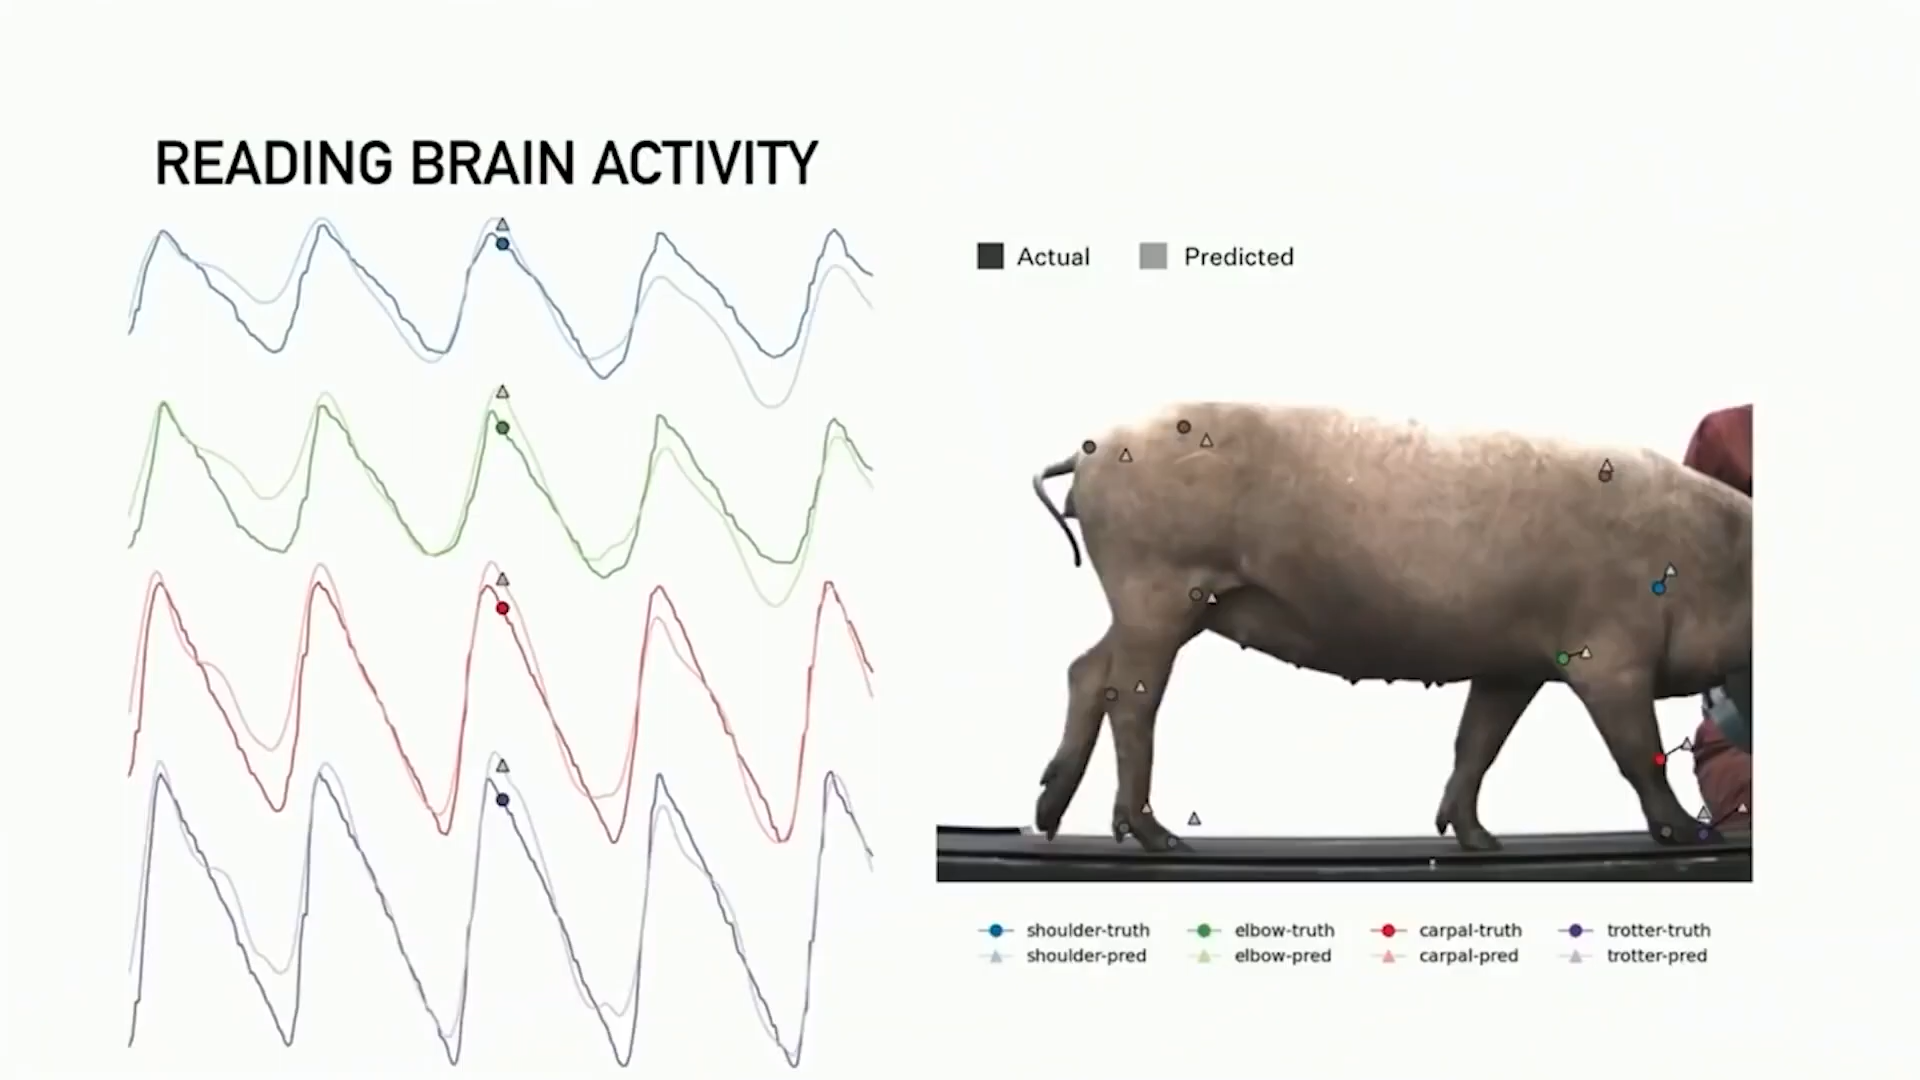 READING BRAIN ACTIVITY
Actual Predicted
shoulder-truth elbow-truth carpal-truth trotter-truth
shoulder-pred elbow-pred carpal-pred trotter-pred